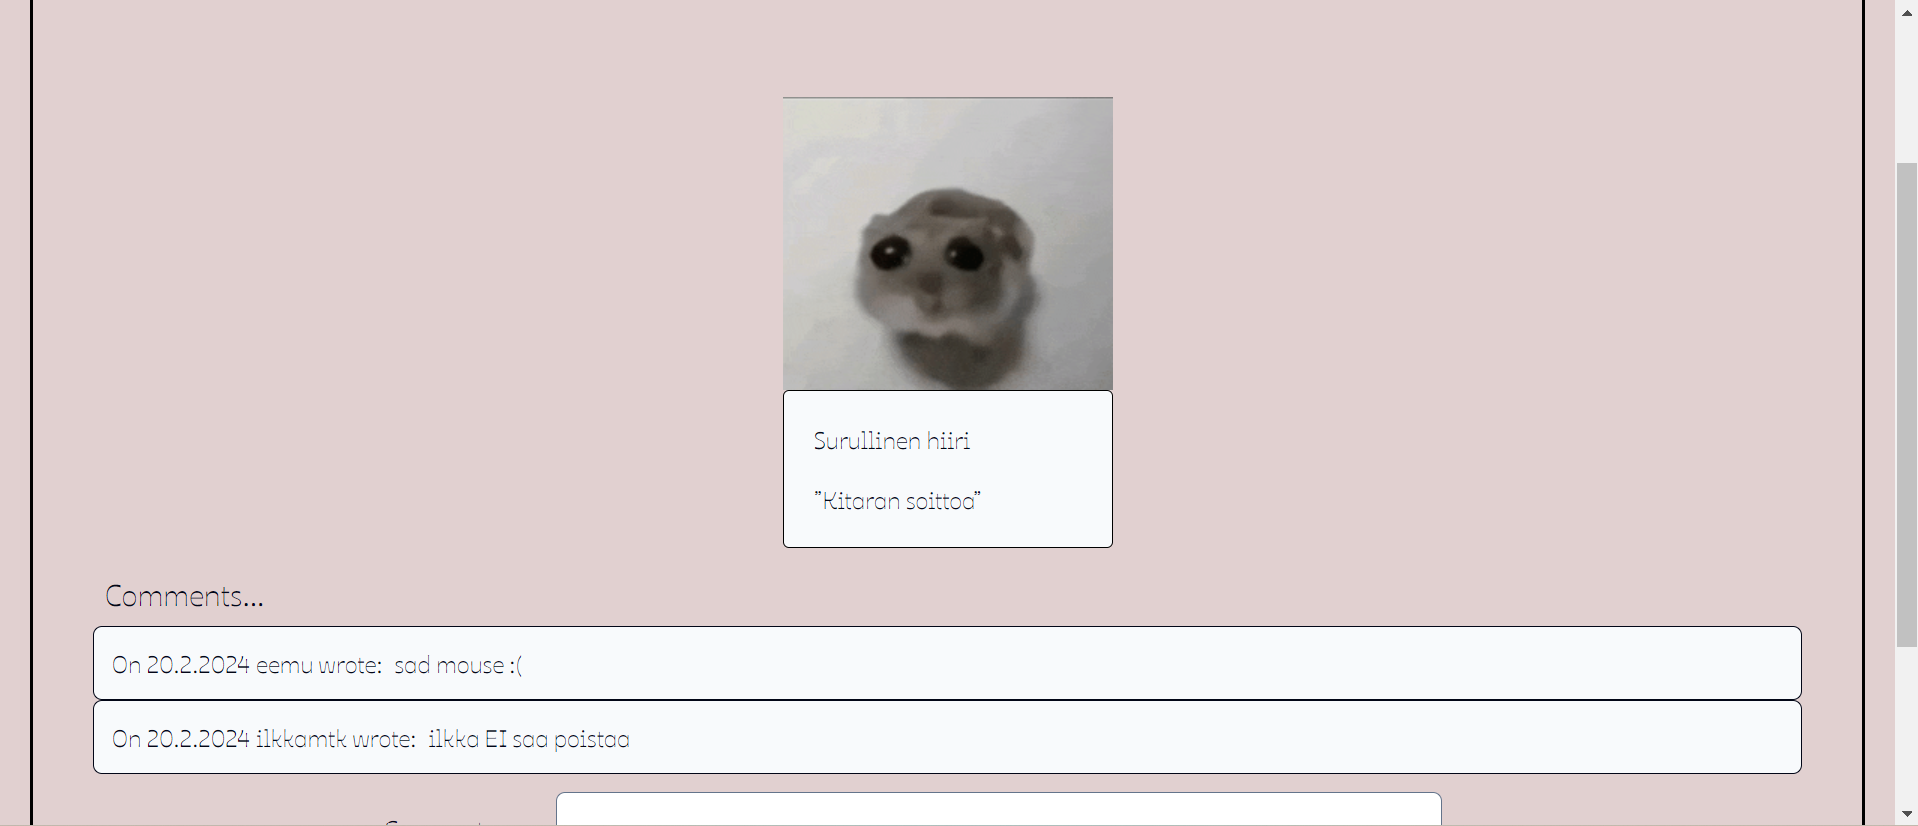 Surullinen hiiri
"Kitaran soittoa"
Comments...
On 20.2.2024 eemu wrote: sad mouse :(
On 20.2.2024 ilkkamtk wrote: ilkka EI saa poistaa